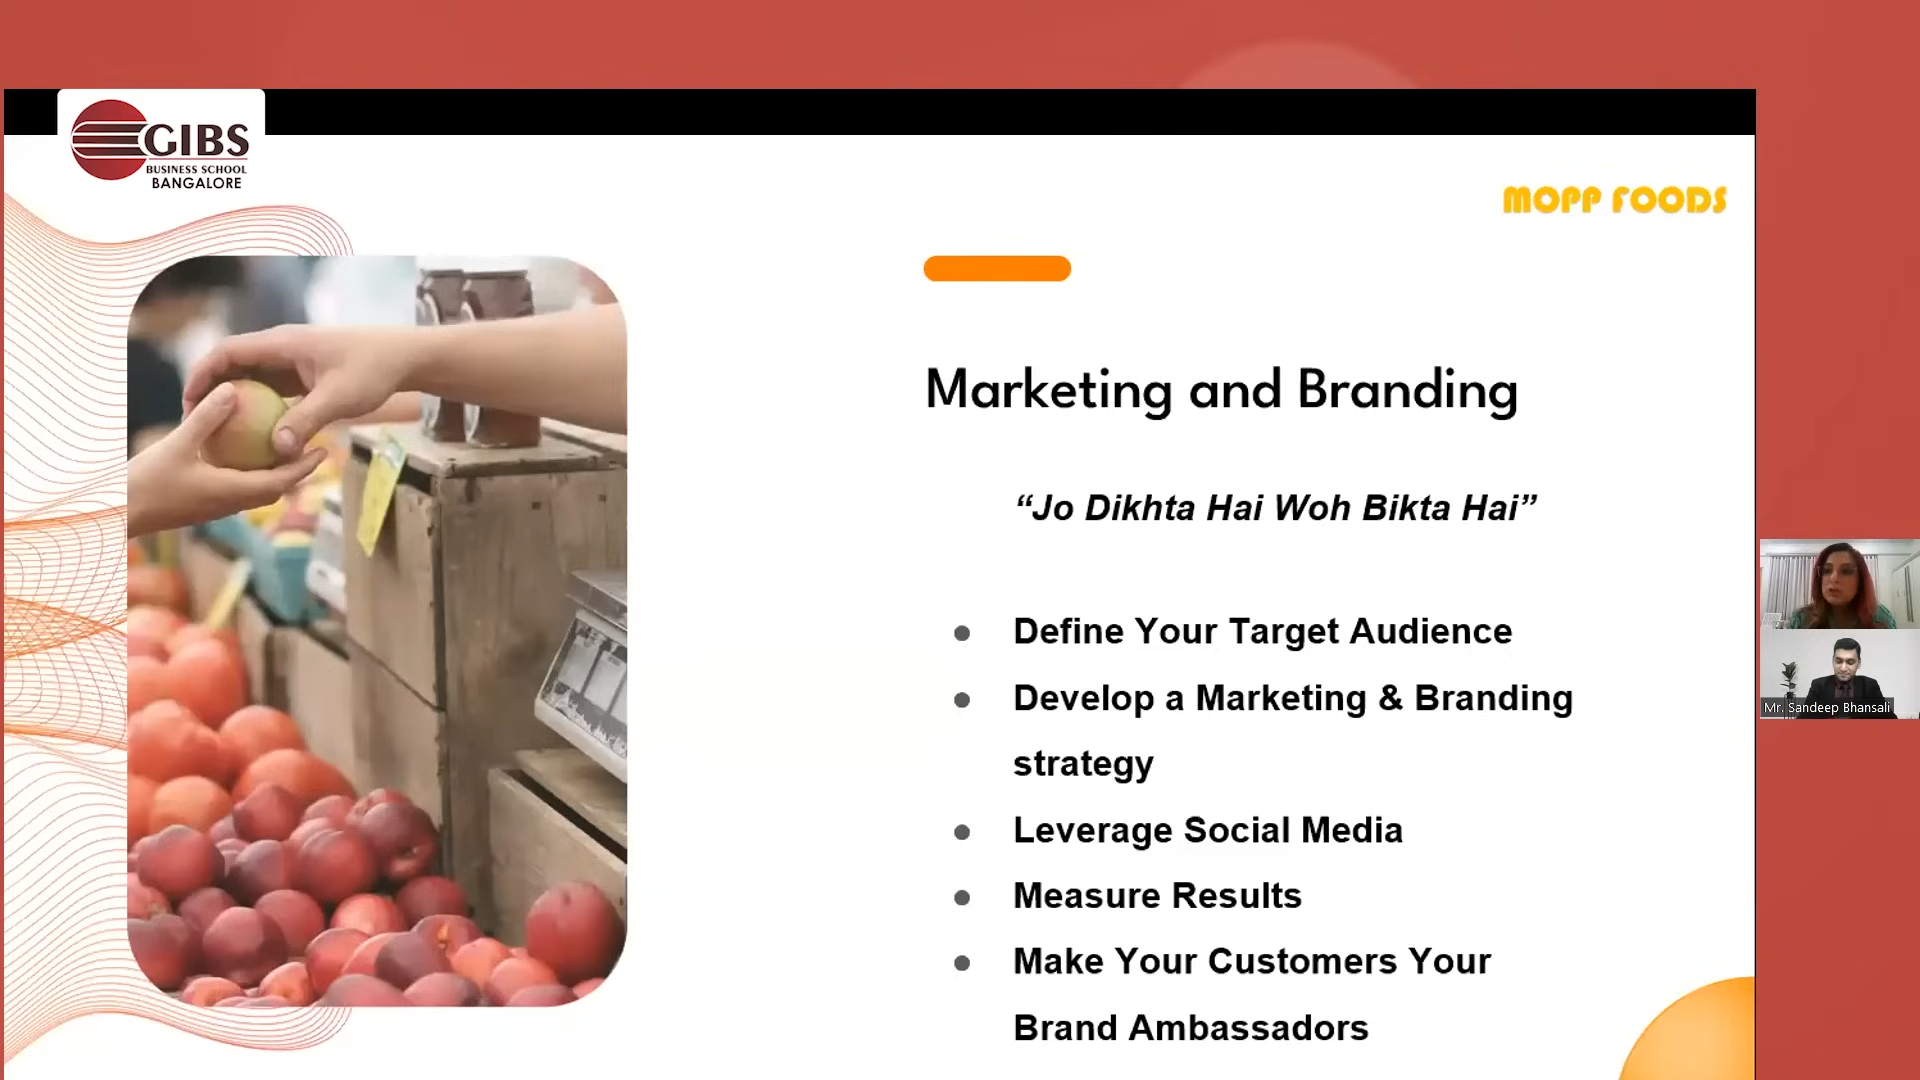 GIBS
BUSINESS SCHOOL
BANGALORE
MOPP FOODS
Marketing and Branding
“Jo Dikhta Hai Woh Bikta Hai”
● Define Your Target Audience
● Develop a Marketing & Branding
strategy
● Leverage Social Media
● Measure Results
● Make Your Customers Your
Brand Ambassadors
Mr. Sandeep Bhansali